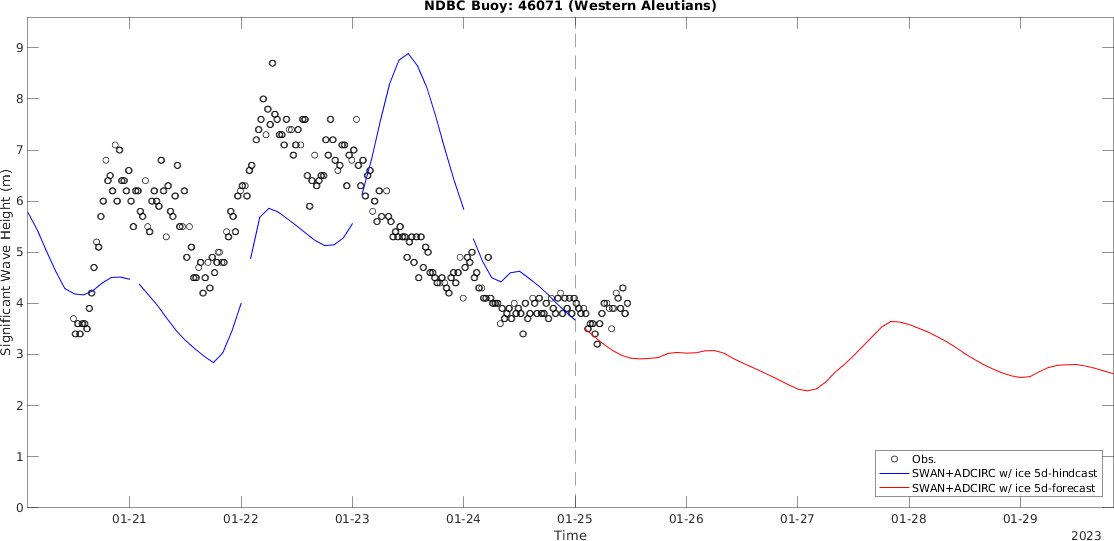 NDBC Buoy: 46071 (Western Aleutians)
Significant Wave Height (m)
9
8
7
6
5
4
3
2
1
0
Obs.
SWAN+ADCIRC w/ ice 5d-hindcast
SWAN+ADCIRC w/ ice 5d-forecast
01-21 01-22 01-23 01-24 01-25 01-26 01-27 01-28 01-29
Time
2023